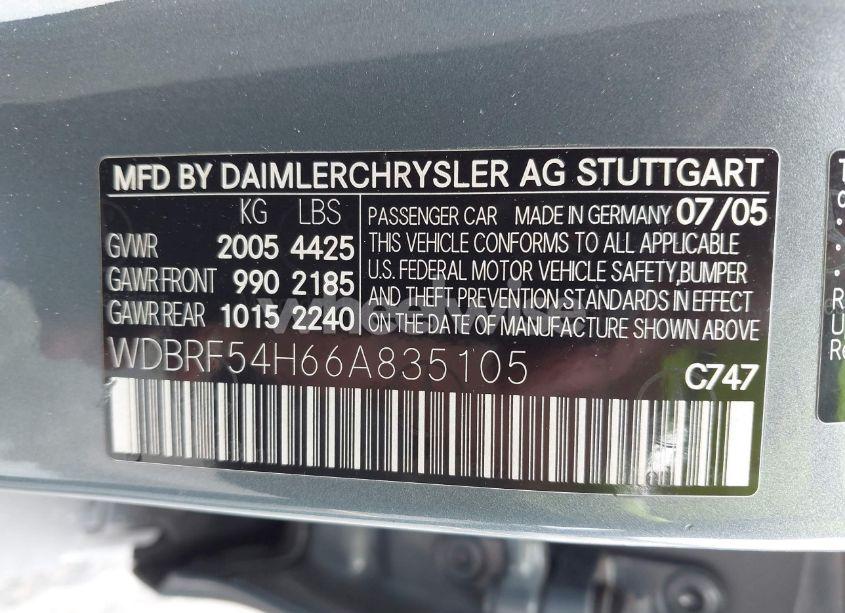 MFD BY DAIMLERCHRYSLER AG STUTTGART
KG LBS
GVWR 2005 4425
GAWR FRONT 990 2185
GAWR REAR 1015 2240
PASSENGER CAR MADE IN GERMANY 07/05
THIS VEHICLE CONFORMS TO ALL APPLICABLE
U.S. FEDERAL MOTOR VEHICLE SAFETY,BUMPER
AND THEFT PREVENTION STANDARDS IN EFFECT
ON THE DATE OF MANUFACTURE SHOWN ABOVE
WDBRF54H66A835105
C747